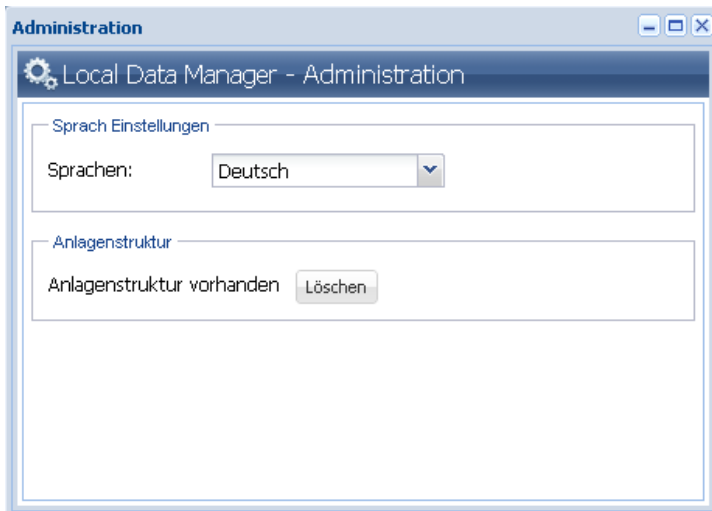 Administration
Local Data Manager - Administration
Sprach Einstellungen
Sprachen: Deutsch
Anlagenstruktur
Anlagenstruktur vorhanden Löschen